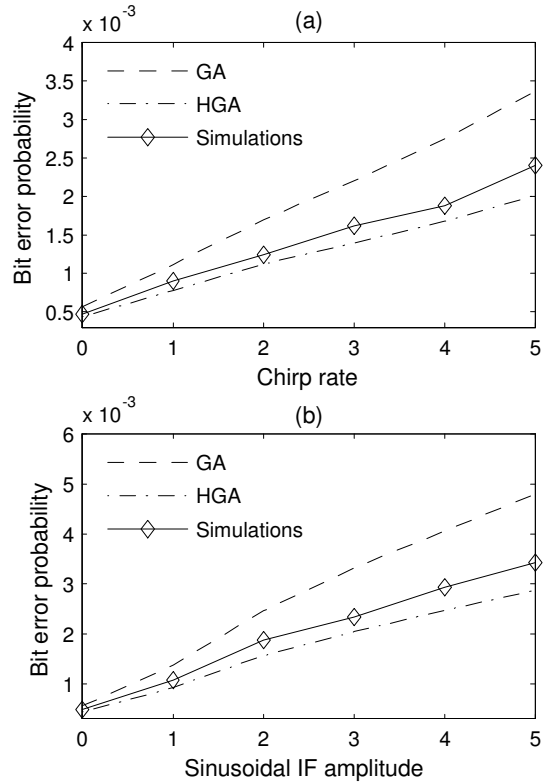 x 10^-3
(a)
4
3.5
3
2.5
2
1.5
1
0.5
GA
HGA
Simulations
Bit error probability
0 1 2 3 4 5
Chirp rate
x 10^-3
(b)
6
5
4
3
2
1
GA
HGA
Simulations
Bit error probability
0 1 2 3 4 5
Sinusoidal IF amplitude